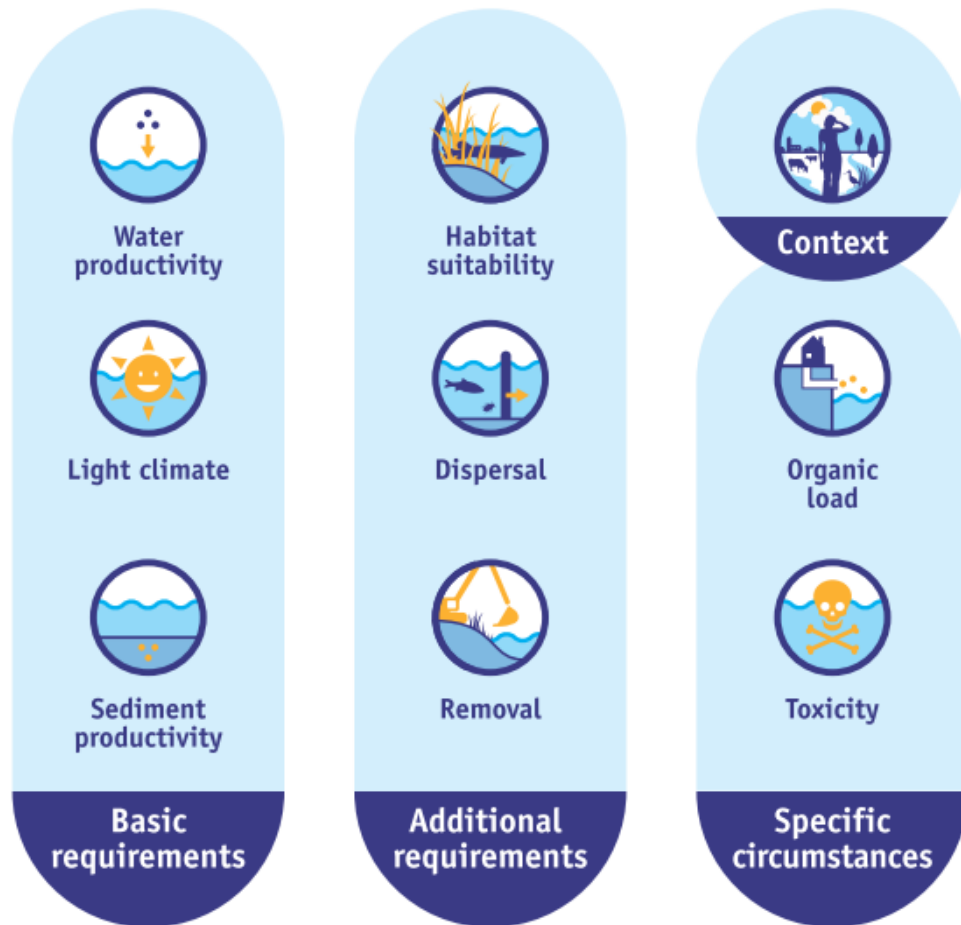 Water
productivity
Light climate
Sediment
productivity
Basic
requirements
Habitat
suitability
Dispersal
Removal
Additional
requirements
Context
Organic
load
Toxicity
Specific
circumstances